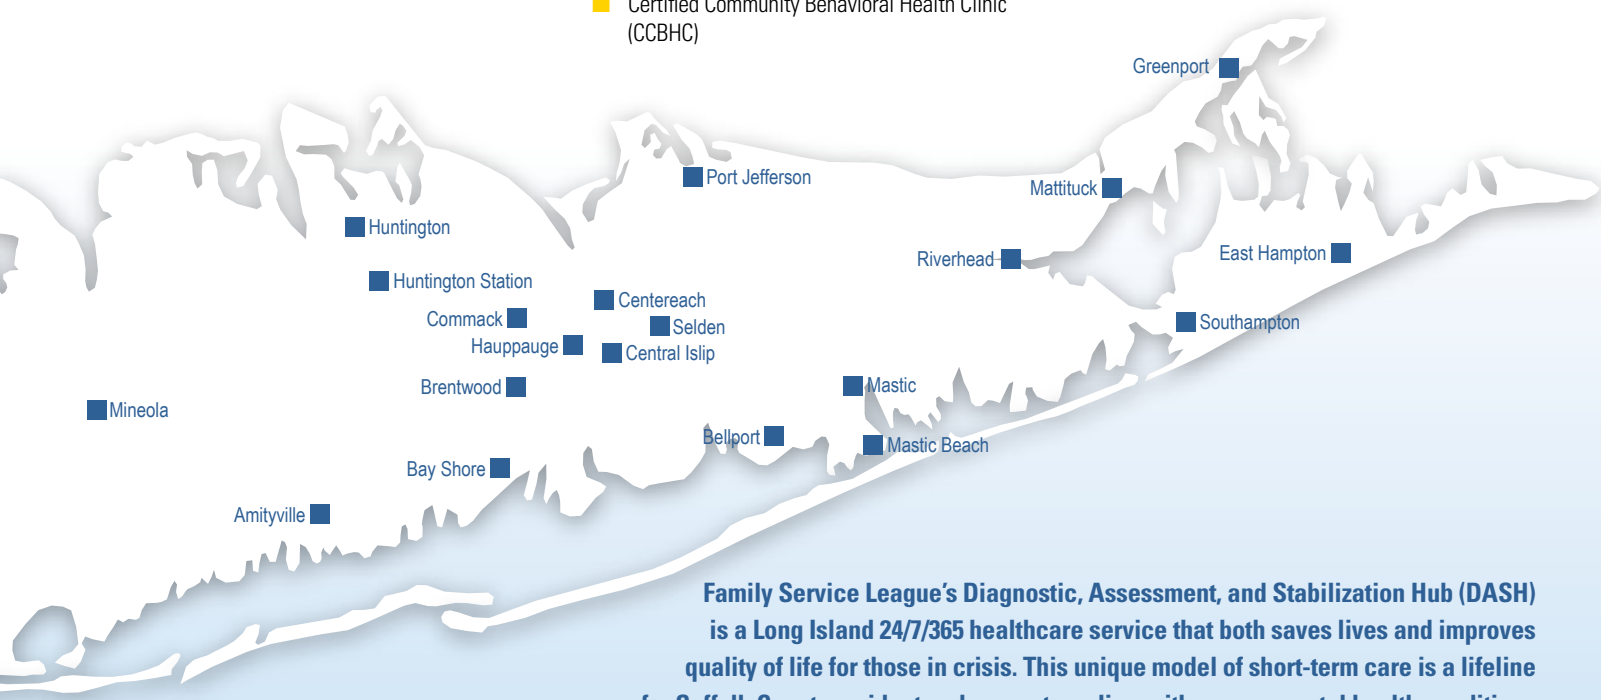 Certified Community Behavioral Health Clinic
(CCBHC)
Greenport
Port Jefferson
Mattituck
Huntington
Riverhead
East Hampton
Huntington Station
Centereach
Commack
Selden
Southampton
Hauppauge
Central Islip
Brentwood
Mastic
Mineola
Bellport
Mastic Beach
Bay Shore
Amityville
Family Service League's Diagnostic, Assessment, and Stabilization Hub (DASH)
is a Long Island 24/7/365 healthcare service that both saves lives and improves
quality of life for those in crisis. This unique model of short-term care is a lifeline